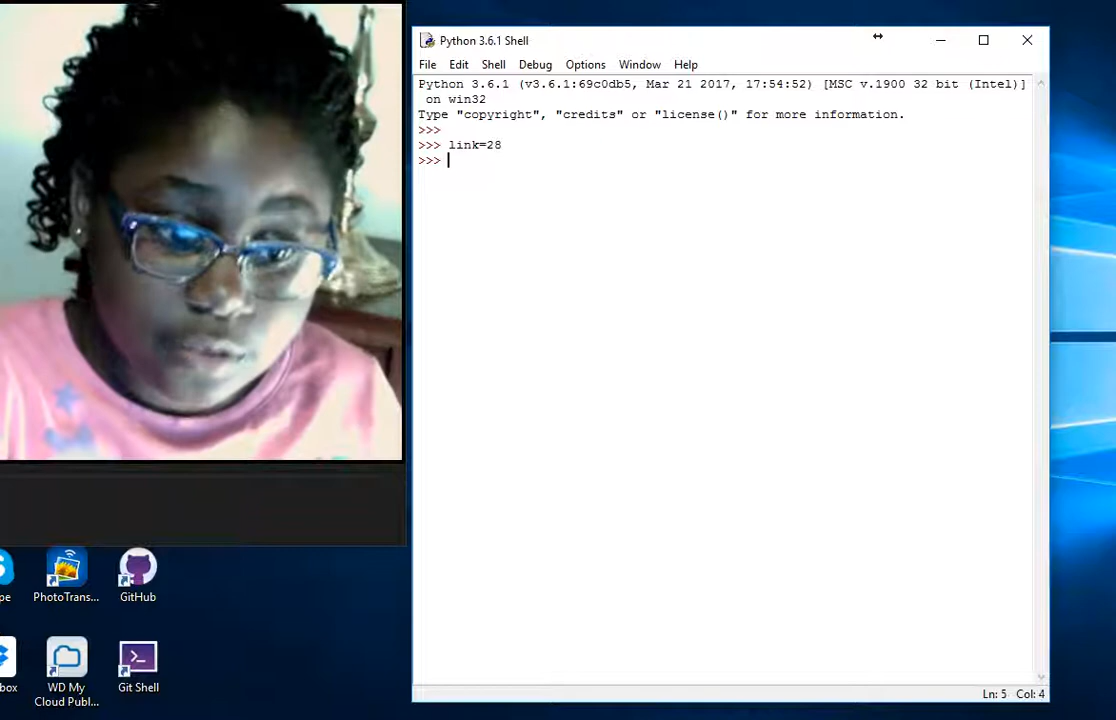 Python 3.6.1 Shell
File Edit Shell Debug Options Window Help
Python 3.6.1 (v3.6.1:69c0db5, Mar 21 2017, 17:54:52) [MSC v.1900 32 bit (Intel)]
on win32
Type "copyright", "credits" or "license()" for more information.
>>>
>>> link=28
>>>
Ln: 5 Col: 4
pe
PhotoTrans...
GitHub
box
WD My
Cloud Publ...
Git Shell